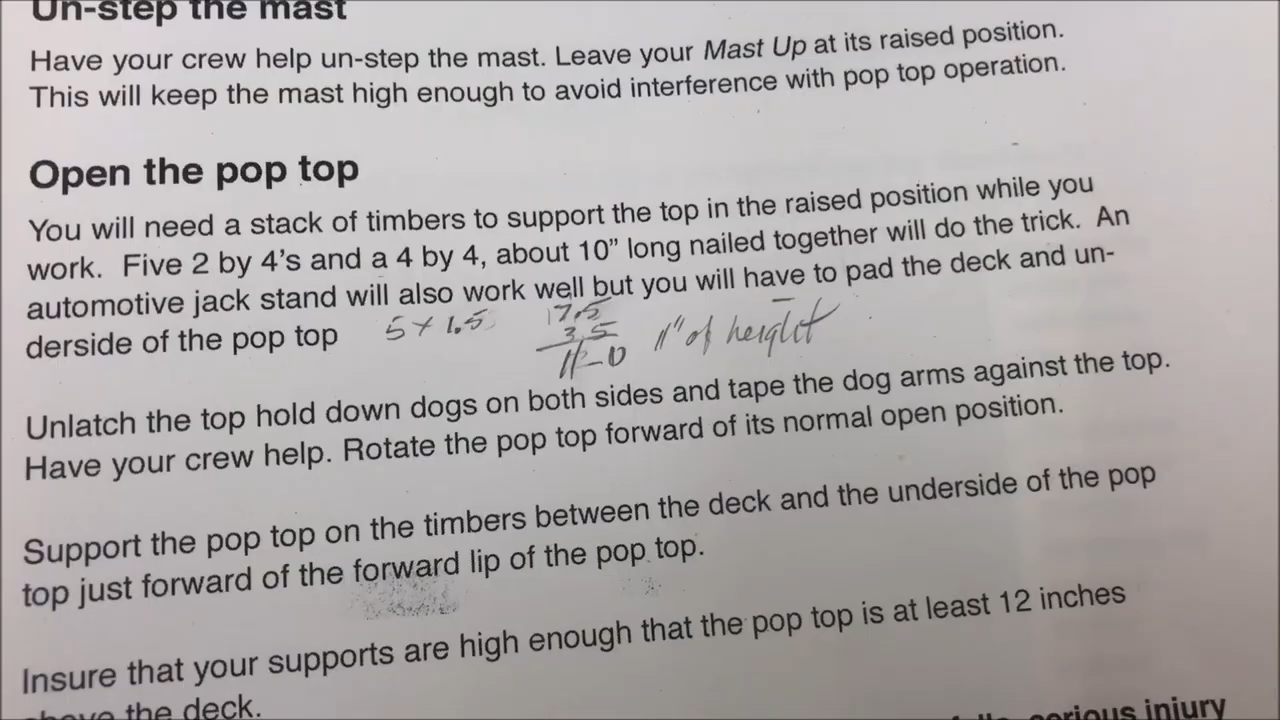 Un-step the mast
Have your crew help un-step the mast. Leave your Mast Up at its raised position.
This will keep the mast high enough to avoid interference with pop top operation.
Open the pop top
You will need a stack of timbers to support the top in the raised position while you
work. Five 2 by 4's and a 4 by 4, about 10" long nailed together will do the trick. An
automotive jack stand will also work well but you will have to pad the deck and un-
derside of the pop top
5 + 1.5
7.5
3.5
11" of height
Unlatch the top hold down dogs on both sides and tape the dog arms against the top.
Have your crew help. Rotate the pop top forward of its normal open position.
Support the pop top on the timbers between the deck and the underside of the pop
top just forward of the forward lip of the pop top.
Insure that your supports are high enough that the pop top is at least 12 inches
above the deck.
serious injury